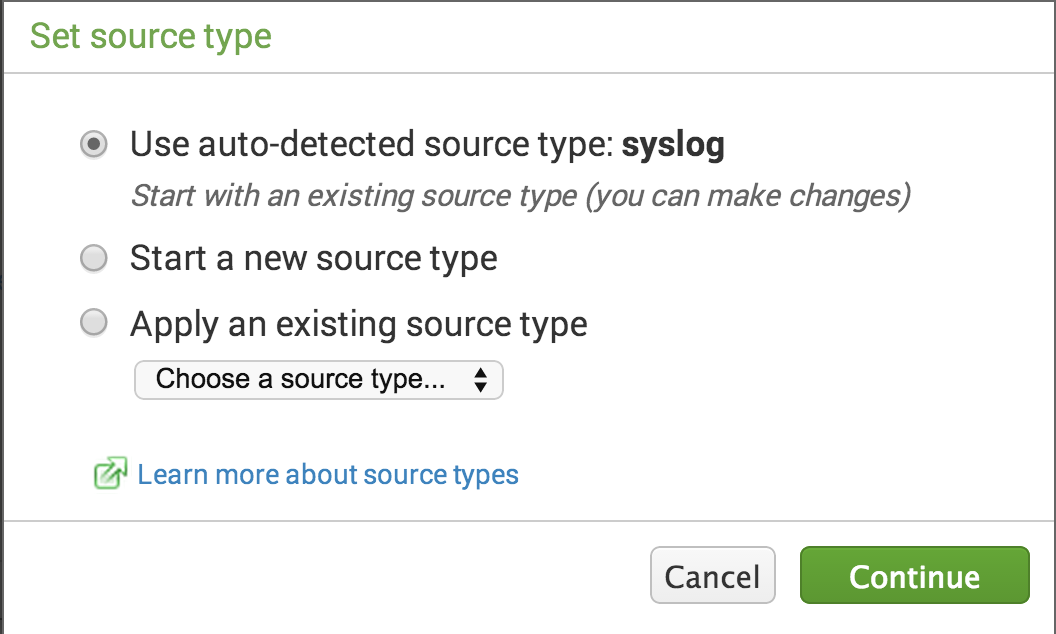 Set source type
Use auto-detected source type: syslog
Start with an existing source type (you can make changes)
Start a new source type
Apply an existing source type
Choose a source type...
Learn more about source types
Cancel
Continue